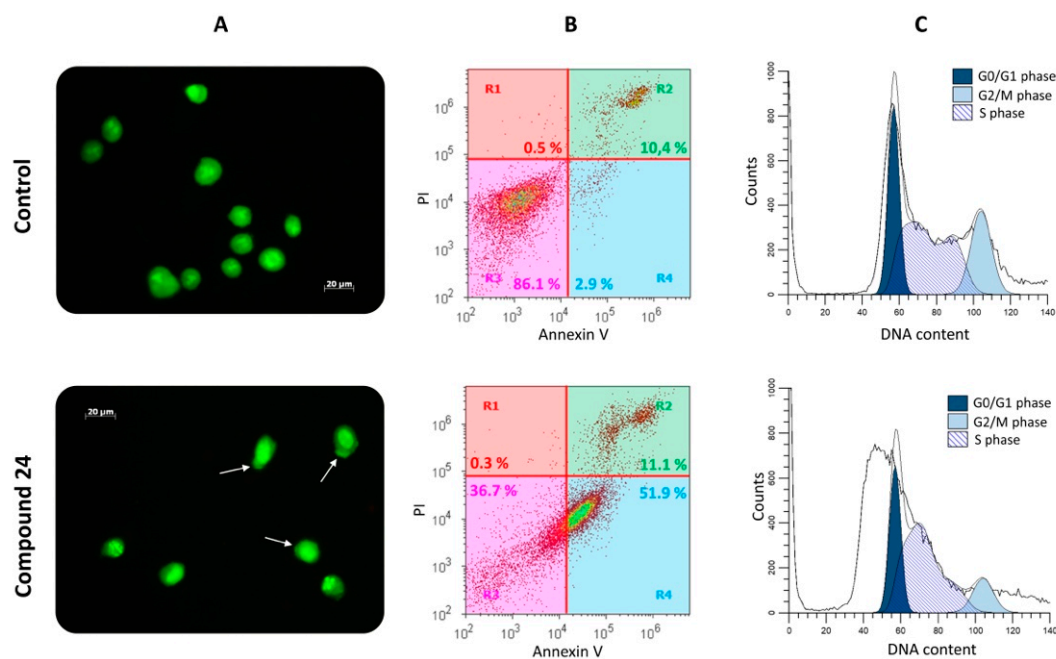 A
B
C
Control
20 µm
R1
R2
0.5 %
10,4 %
R3
R4
86.1 %
2.9 %
PI
10⁶
10⁵
10⁴
10³
10²
10² 10³ 10⁴ 10⁵ 10⁶
Annexin V
G0/G1 phase
G2/M phase
S phase
Counts
1000
800
600
400
200
0
0 20 40 60 80 100 120 140
DNA content
Compound 24
20 µm
R1
R2
0.3 %
11.1 %
36.7 %
51.9 %
R3
R4
PI
10⁶
10⁵
10⁴
10³
10²
10² 10³ 10⁴ 10⁵ 10⁶
Annexin V
G0/G1 phase
G2/M phase
S phase
Counts
1000
800
600
400
200
0
0 20 40 60 80 100 120 140
DNA content